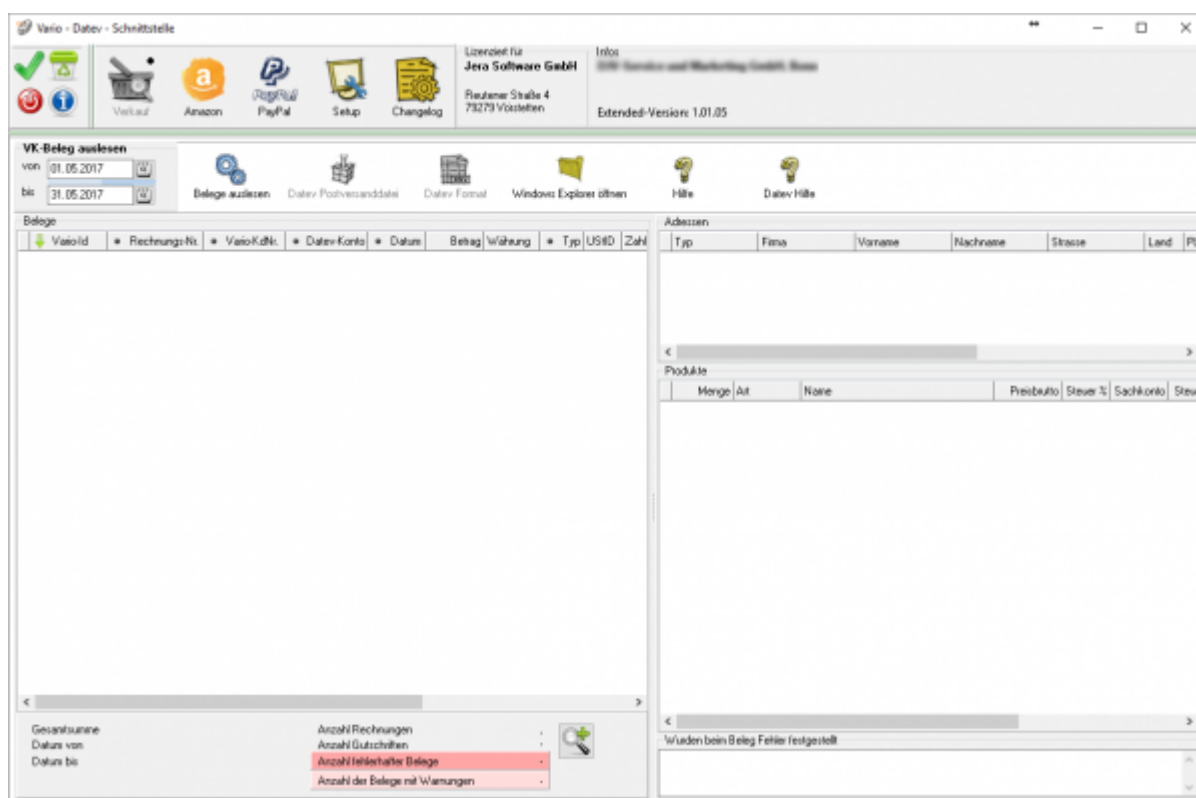 Vario - Datev - Schnittstelle
Verkauf
Amazon
PayPal
PayPal
Setup
Changelog
Lizenziert für
Jera Software GmbH
Reutener Straße 4
79279 Vörstetten
Infos
Extended-Version: 1.01.05
VK-Beleg auslesen
von 01.05.2017
bis 31.05.2017
Belege auslesen
Datev Postversanddatei
Datev Format
Windows Explorer öffnen
Hilfe
Datev Hilfe
Belege
Vario-Id Rechnungs-Nr. Vario-KdNr. Datev-Konto Datum Betrag Währung Typ UStID Zahl
Adressen
Typ Firma Vorname Nachname Strasse Land
Produkte
Menge Art Name Preisbrutto Steuer % Sachkonto Steu
Gesamtsumme
Datum von
Datum bis
Anzahl Rechnungen
Anzahl Gutschriften
Anzahl fehlerhafter Belege
Anzahl der Belege mit Warnungen
Wurden beim Beleg Fehler festgestellt